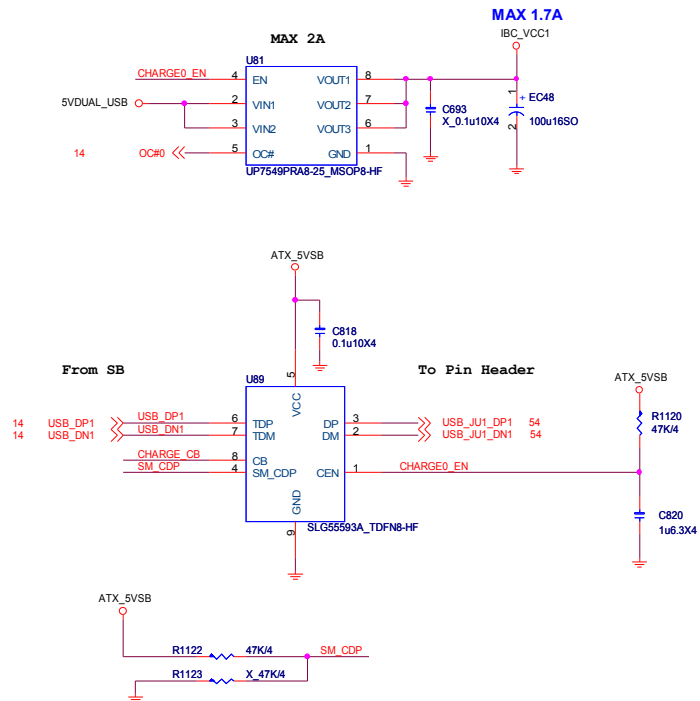 MAX 1.7A
MAX 2A
IBC_VCC1
U81
CHARGE0_EN 4 EN VOUT1 8
5VDUAL_USB 2 VIN1 VOUT2 7
3 VIN2 VOUT3 6
14 OC#0 5 OC# GND 1
UP7549PRA8-25_MSOP8-HF
C693
X_0.1u10X4
1 + EC48
2 100u16SO
ATX_5VSB
C818
0.1u10X4
From SB
To Pin Header
U89
5
VCC
14 USB_DP1 USB_DP1 6 TDP DP 3 USB_JU1_DP1 54
14 USB_DN1 USB_DN1 7 TDM DM 2 USB_JU1_DN1 54
CHARGE_CB 8 CB
SM_CDP 4 SM_CDP CEN 1 CHARGE0_EN
GND
9
SLG55593A_TDFN8-HF
ATX_5VSB
R1120
47K/4
C820
1u6.3X4
ATX_5VSB
R1122 47K/4 SM_CDP
R1123 X_47K/4